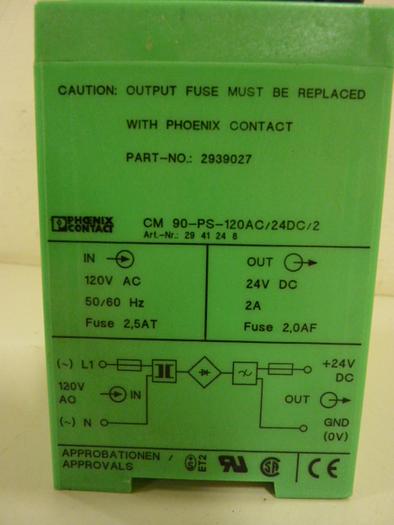 CAUTION: OUTPUT FUSE MUST BE REPLACED
WITH PHOENIX CONTACT
PART-NO.: 2939027
PHŒNIX
CONTACT
CM 90-PS-120AC/24DC/2
Art.-Nr.: 29 41 24 8
IN
120V AC
50/60 Hz
Fuse 2,5AT
OUT
24V DC
2A
Fuse 2,0AF
(~) L1
+24V
DC
120V
AC
IN
OUT
(~) N
GND
(0V)
APPROBATIONEN /
APPROVALS
ET2
CE